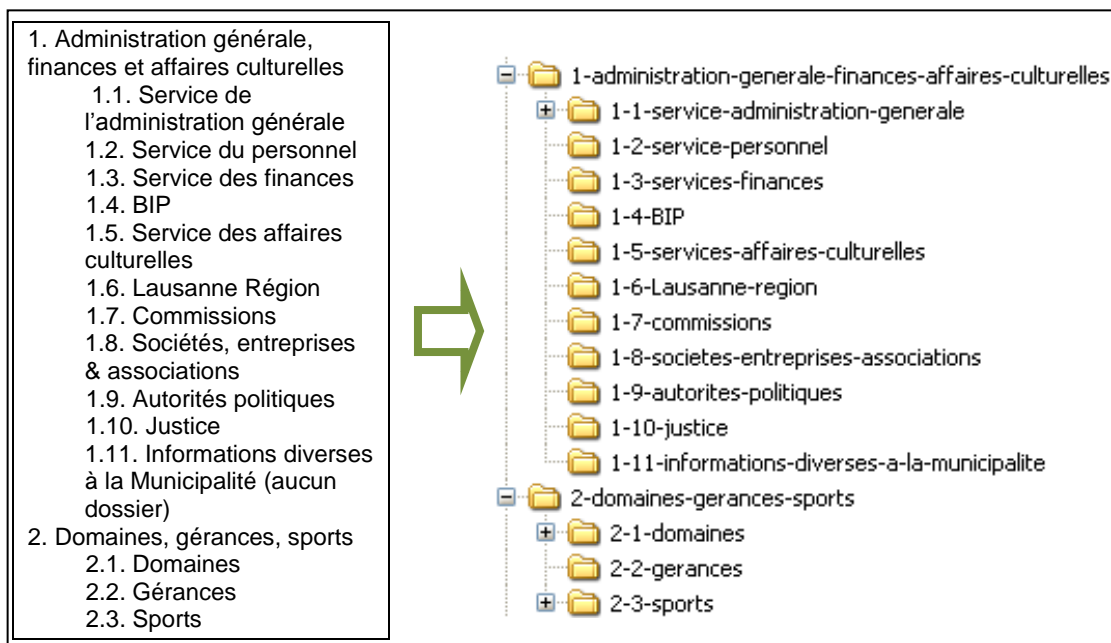 1. Administration générale,
finances et affaires culturelles
1.1. Service de
l'administration générale
1.2. Service du personnel
1.3. Service des finances
1.4. BIP
1.5. Service des affaires
culturelles
1.6. Lausanne Région
1.7. Commissions
1.8. Sociétés, entreprises
& associations
1.9. Autorités politiques
1.10. Justice
1.11. Informations diverses
à la Municipalité (aucun
dossier)
2. Domaines, gérances, sports
2.1. Domaines
2.2. Gérances
2.3. Sports
1-administration-generale-finances-affaires-culturelles
1-1-service-administration-generale
1-2-service-personnel
1-3-services-finances
1-4-BIP
1-5-services-affaires-culturelles
1-6-Lausanne-region
1-7-commissions
1-8-societes-entreprises-associations
1-9-autorites-politiques
1-10-justice
1-11-informations-diverses-a-la-municipalite
2-domaines-gerances-sports
2-1-domaines
2-2-gerances
2-3-sports